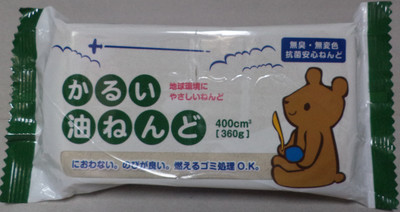 無臭・無変色
抗菌安心ねんど
かるい
地球環境に
やさしいねんど
油ねんど
400cm³
[360g]
におわない。のびが良い。燃えるゴミ処理O.K.